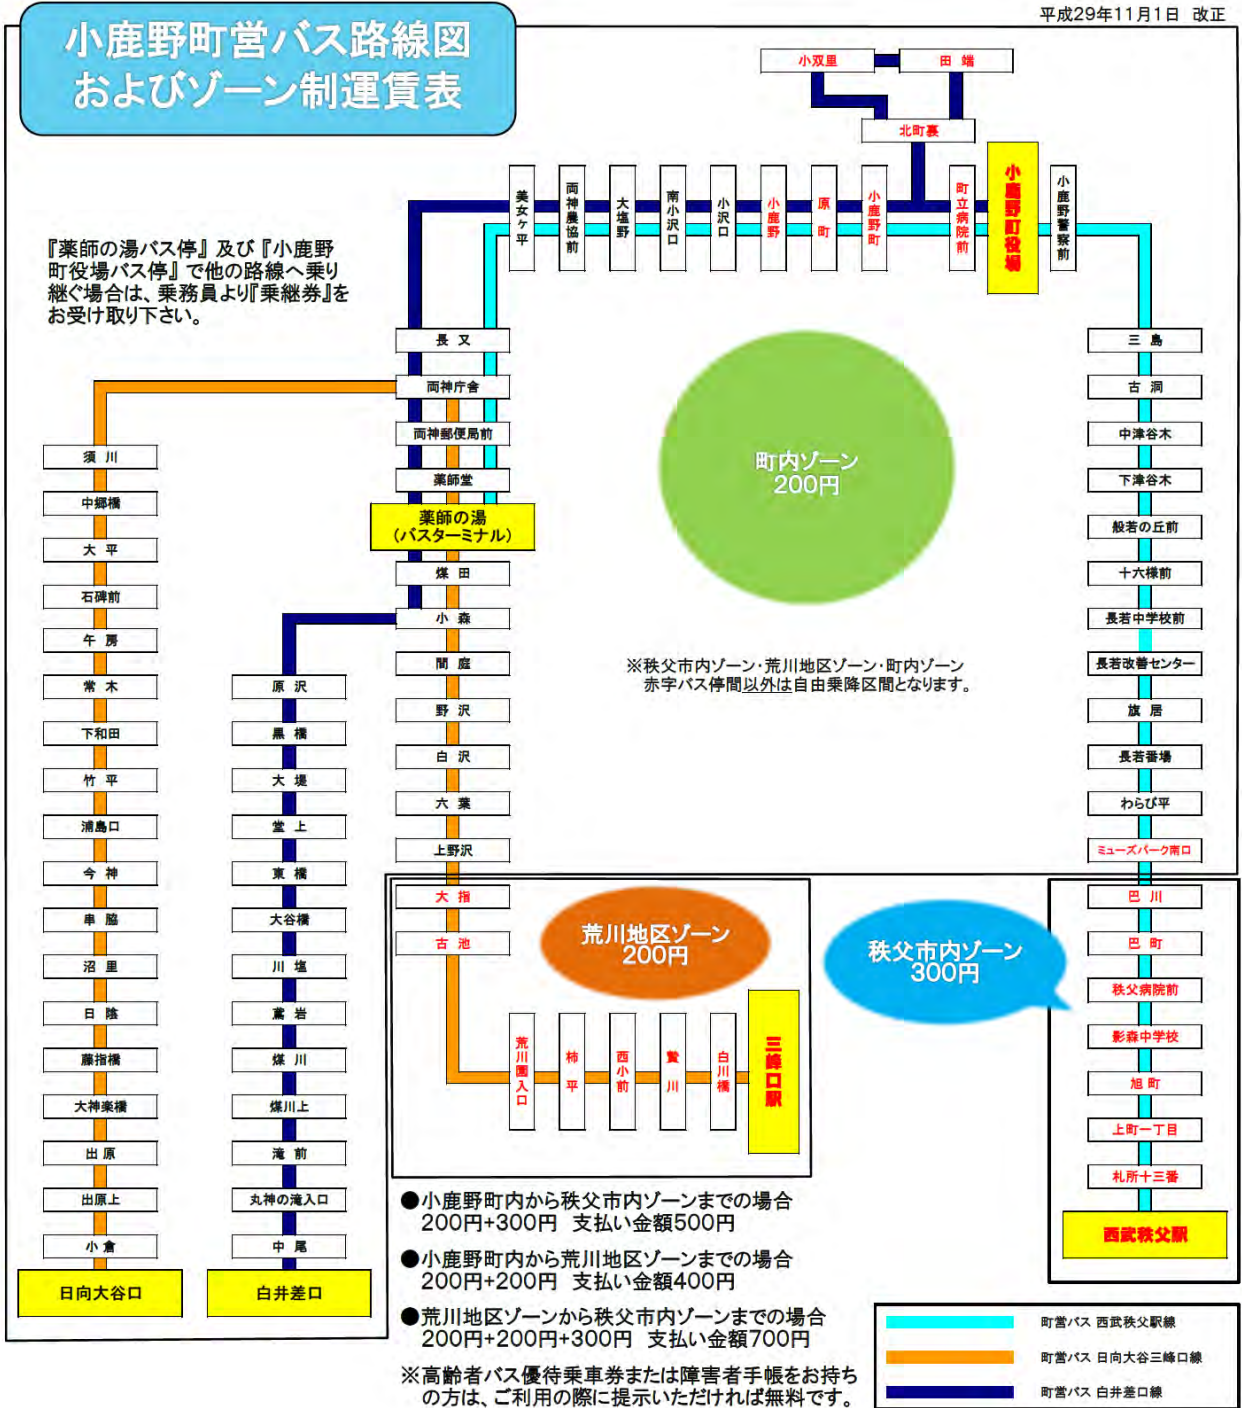 平成29年11月1日 改正
小鹿野町営バス路線図
およびゾーン制運賃表
小双里
田 端
北町裏
美女ヶ平
両神農協前
大塩野
南小沢口
小沢口
小鹿野
原 町
小鹿野町
町立病院前
小鹿野町役場
小鹿野警察前
『薬師の湯バス停』 及び 『小鹿野
町役場バス停』 で他の路線へ乗り
継ぐ場合は、乗務員より『乗継券』を
お受け取り下さい。
長 又
両神庁舎
両神郵便局前
薬師堂
薬師の湯
(バスターミナル)
煤 田
小 森
間 庭
野 沢
白 沢
六 葉
上野沢
大 指
古 池
荒川園入口
柿 平
西小前
鷺 川
白川橋
三峰口駅
須 川
中郷橋
大 平
石碑前
午 房
常 木
下和田
竹 平
浦島口
今 神
串 脇
沼 里
日 陰
藤指橋
大神楽橋
出 原
出原上
小 倉
日向大谷口
原 沢
黒 橋
大 堤
堂 上
東 橋
大谷橋
川 塩
鳶 岩
煤 川
煤川上
滝 前
丸神の滝入口
中 尾
白井差口
町内ゾーン
200円
※秩父市内ゾーン・荒川地区ゾーン・町内ゾーン
赤字バス停間以外は自由乗降区間となります。
三 島
古 洞
中津谷木
下津谷木
般若の丘前
十六様前
長若中学校前
長若改善センター
旗 居
長若番場
わらび平
ミューズパーク南口
巴 川
巴 町
秩父病院前
影森中学校
旭 町
上町一丁目
札所十三番
西武秩父駅
荒川地区ゾーン
200円
秩父市内ゾーン
300円
●小鹿野町内から秩父市内ゾーンまでの場合
200円+300円 支払い金額500円
●小鹿野町内から荒川地区ゾーンまでの場合
200円+200円 支払い金額400円
●荒川地区ゾーンから秩父市内ゾーンまでの場合
200円+200円+300円 支払い金額700円
※高齢者バス優待乗車券または障害者手帳をお持ち
の方は、ご利用の際に提示いただければ無料です。
町営バス 西武秩父駅線
町営バス 日向大谷三峰口線
町営バス 白井差口線